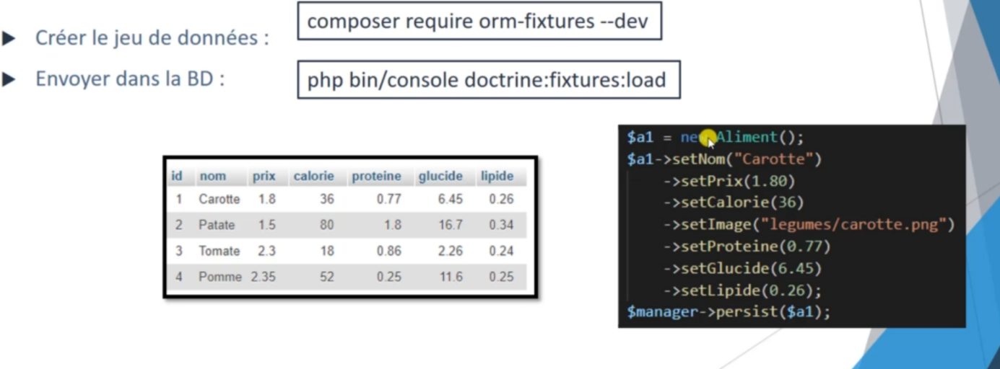 Créer le jeu de données :
composer require orm-fixtures --dev
Envoyer dans la BD :
php bin/console doctrine:fixtures:load
id nom prix calorie proteine glucide lipide
1 Carotte 1.8 36 0.77 6.45 0.26
2 Patate 1.5 80 1.8 16.7 0.34
3 Tomate 2.3 18 0.86 2.26 0.24
4 Pomme 2.35 52 0.25 11.6 0.25
$a1 = new Aliment();
$a1->setNom("Carotte")
->setPrix(1.80)
->setCalorie(36)
->setImage("legumes/carotte.png")
->setProteine(0.77)
->setGlucide(6.45)
->setLipide(0.26);
$manager->persist($a1);